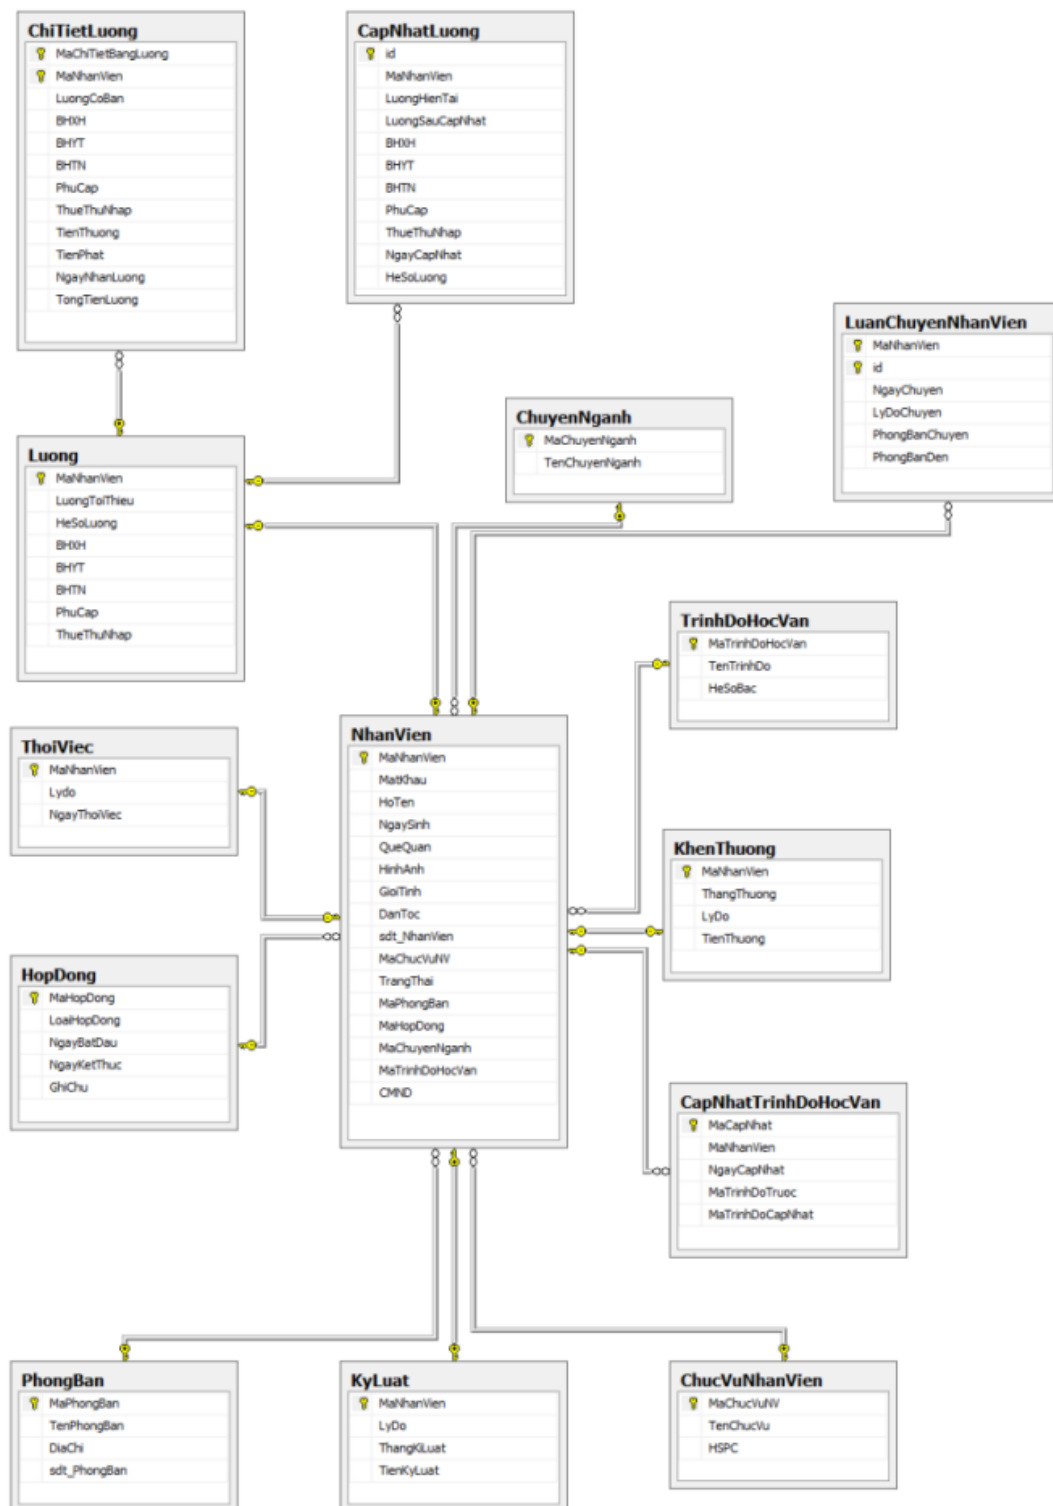 ChiTietLuong
MaChiTietBangLuong
MaNhanVien
LuongCoBan
BHXH
BHYT
BHTN
PhuCap
ThueThuNhap
TienThuong
TienPhat
NgayNhanLuong
TongTienLuong
CapNhatLuong
id
MaNhanVien
LuongHienTai
LuongSauCapNhat
BHXH
BHYT
BHTN
PhuCap
ThueThuNhap
NgayCapNhat
HeSoLuong
LuanChuyenNhanVien
MaNhanVien
id
NgayChuyen
LyDoChuyen
PhongBanChuyen
PhongBanDen
ChuyenNganh
MaChuyenNganh
TenChuyenNganh
Luong
MaNhanVien
LuongToiThieu
HeSoLuong
BHXH
BHYT
BHTN
PhuCap
ThueThuNhap
TrinhDoHocVan
MaTrinhDoHocVan
TenTrinhDo
HeSoBac
ThoiViec
MaNhanVien
Lydo
NgayThoiViec
NhanVien
MaNhanVien
MatKhau
HoTen
NgaySinh
QueQuan
HinhAnh
GioiTinh
DanToc
sdt_NhanVien
MaChucVuNV
TrangThai
MaPhongBan
MaHopDong
MaChuyenNganh
MaTrinhDoHocVan
CMND
KhenThuong
MaNhanVien
ThangThuong
LyDo
TienThuong
HopDong
MaHopDong
LoaiHopDong
NgayBatDau
NgayKetThuc
GhiChu
CapNhatTrinhDoHocVan
MaCapNhat
MaNhanVien
NgayCapNhat
MaTrinhDoTruoc
MaTrinhDoCapNhat
PhongBan
MaPhongBan
TenPhongBan
DiaChi
sdt_PhongBan
KyLuat
MaNhanVien
LyDo
ThangKiLuat
TienKyLuat
ChucVuNhanVien
MaChucVuNV
TenChucVu
HSPC